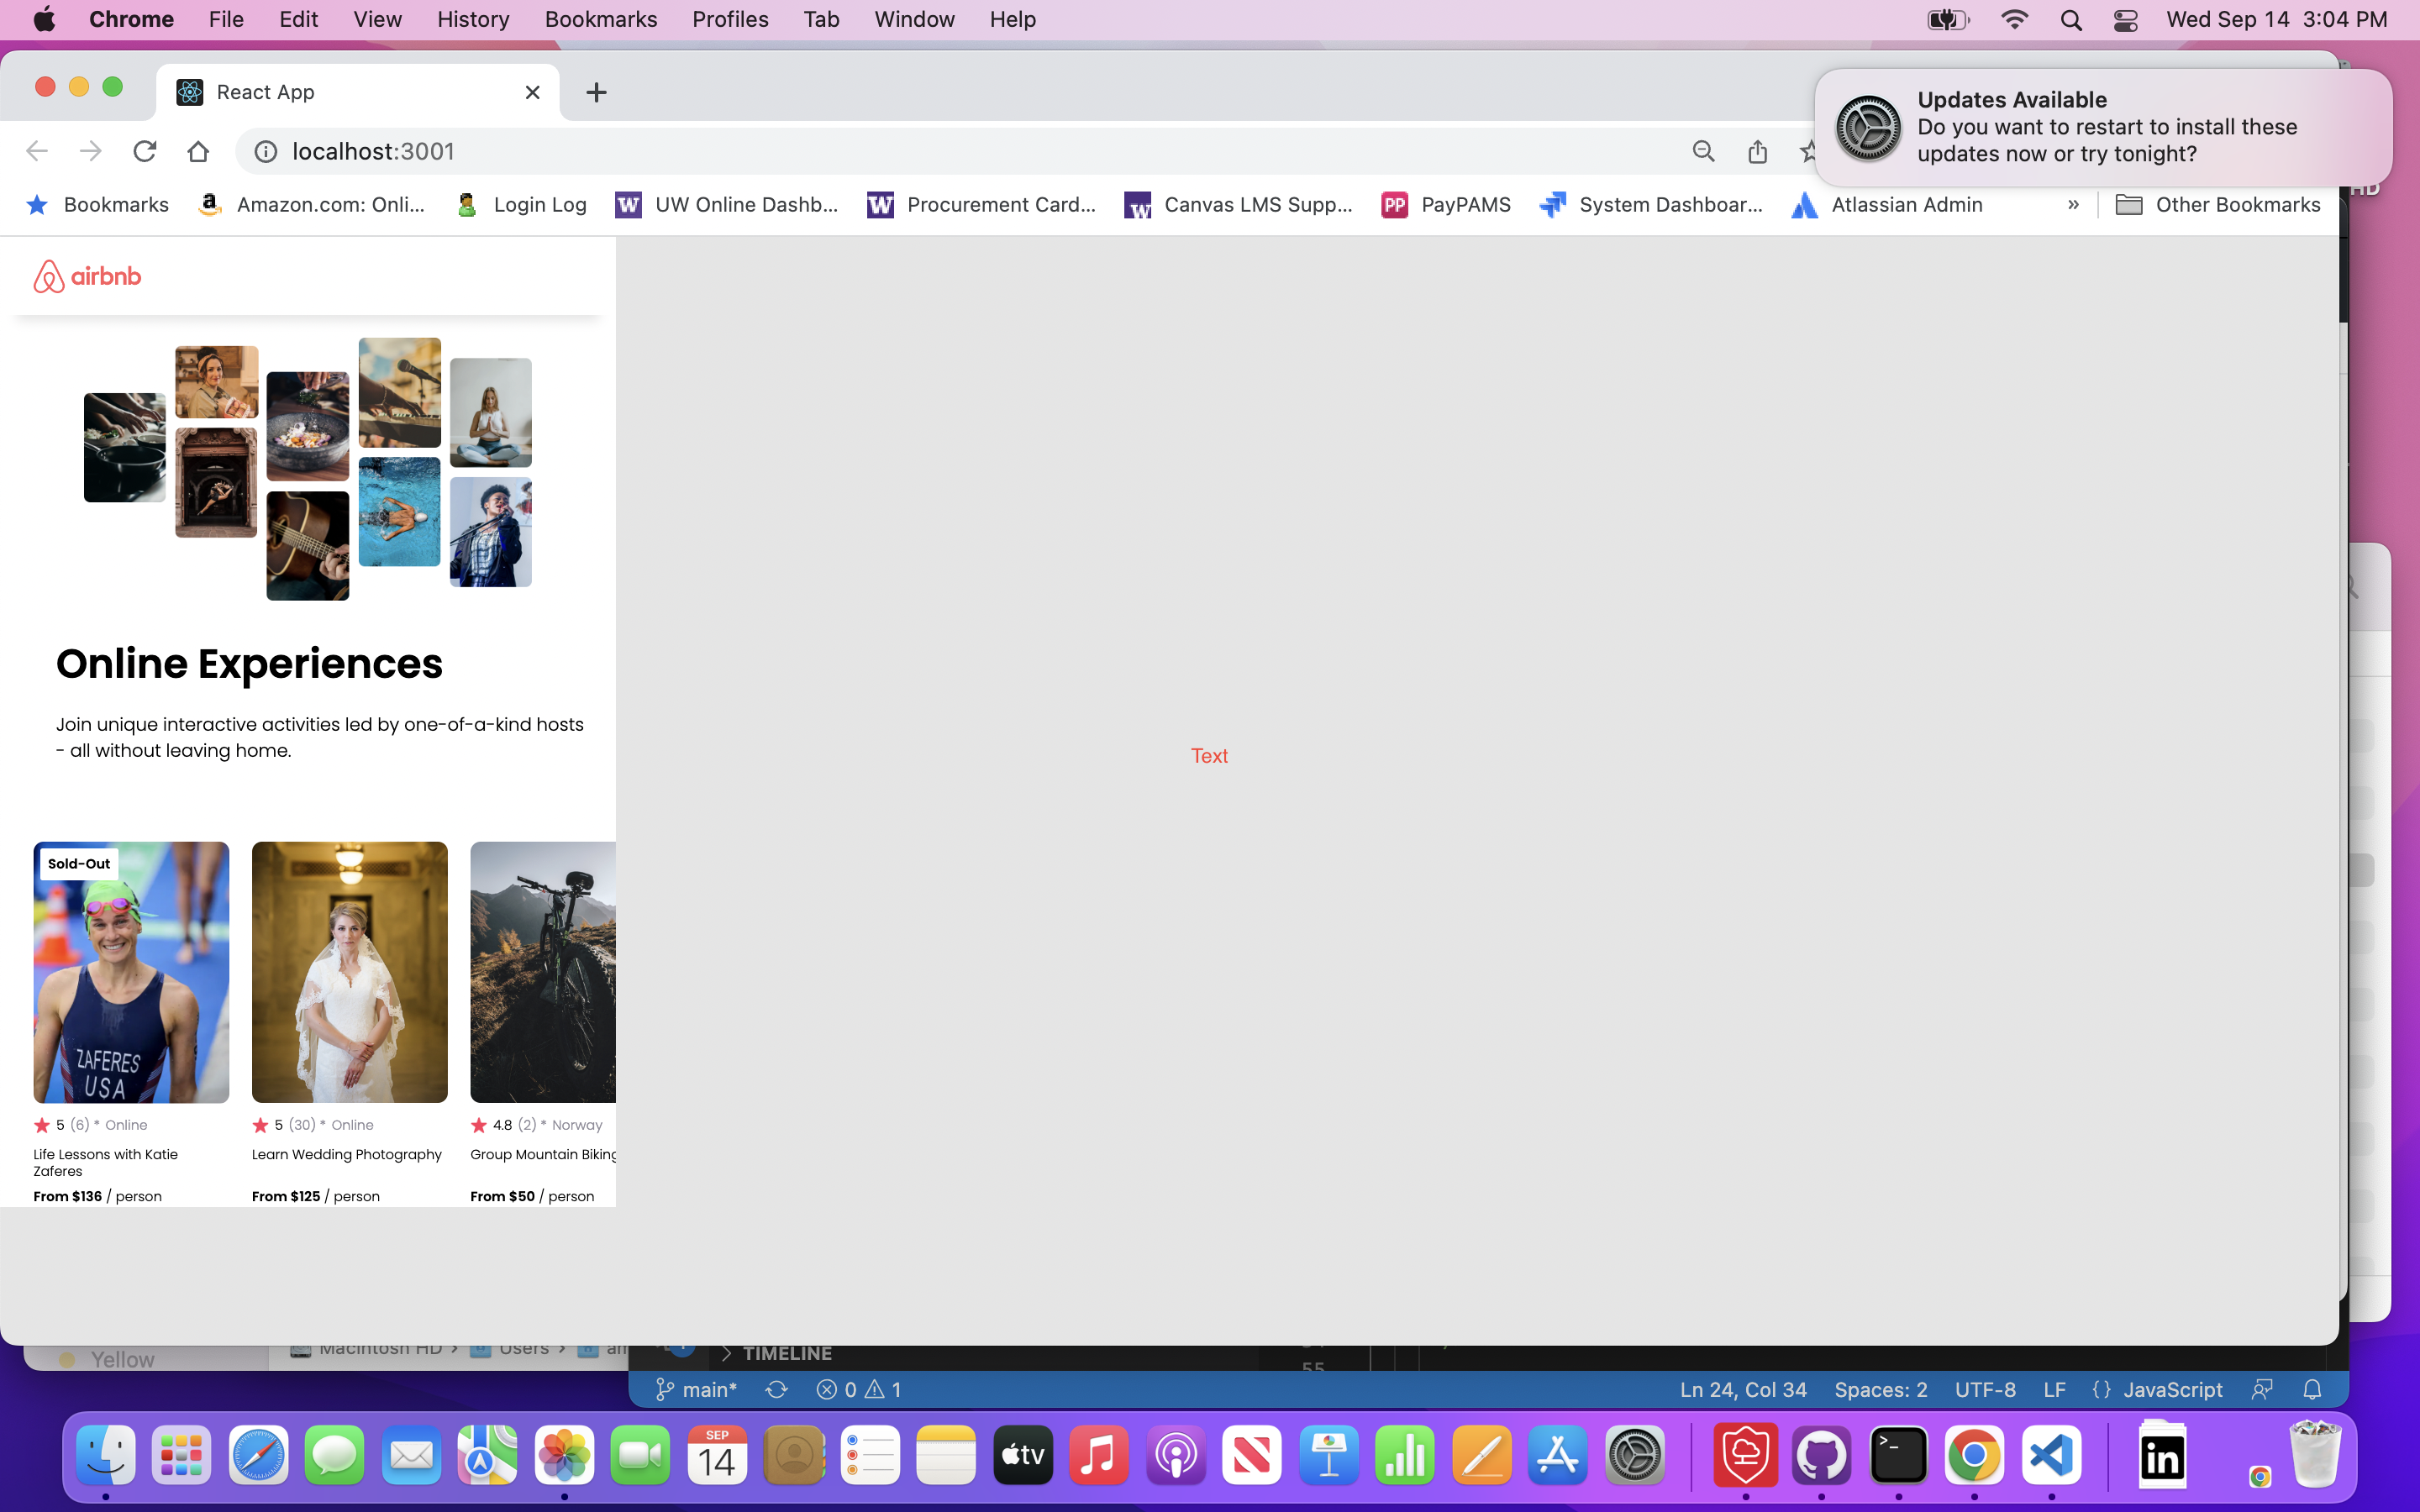 Chrome File Edit View History Bookmarks Profiles Tab Window Help Wed Sep 14 3:04 PM
React App
Updates Available
Do you want to restart to install these
updates now or try tonight?
localhost:3001
HD
Bookmarks Amazon.com: Onli... Login Log UW Online Dashb... Procurement Card... Canvas LMS Supp... PayPAMS System Dashboar... Atlassian Admin » Other Bookmarks
airbnb
Online Experiences
Join unique interactive activities led by one-of-a-kind hosts
- all without leaving home.
Text
Sold-Out
ZAFERES
USA
5 (6) * Online
Life Lessons with Katie
Zaferes
From $136 / person
5 (30) * Online
Learn Wedding Photography
From $125 / person
4.8 (2) * Norway
Group Mountain Biking
From $50 / person
Yellow
Macintosh HD › Users ›
TIMELINE
55
main* 0 1 Ln 24, Col 34 Spaces: 2 UTF-8 LF {} JavaScript
SEP
14
tv
>_
in